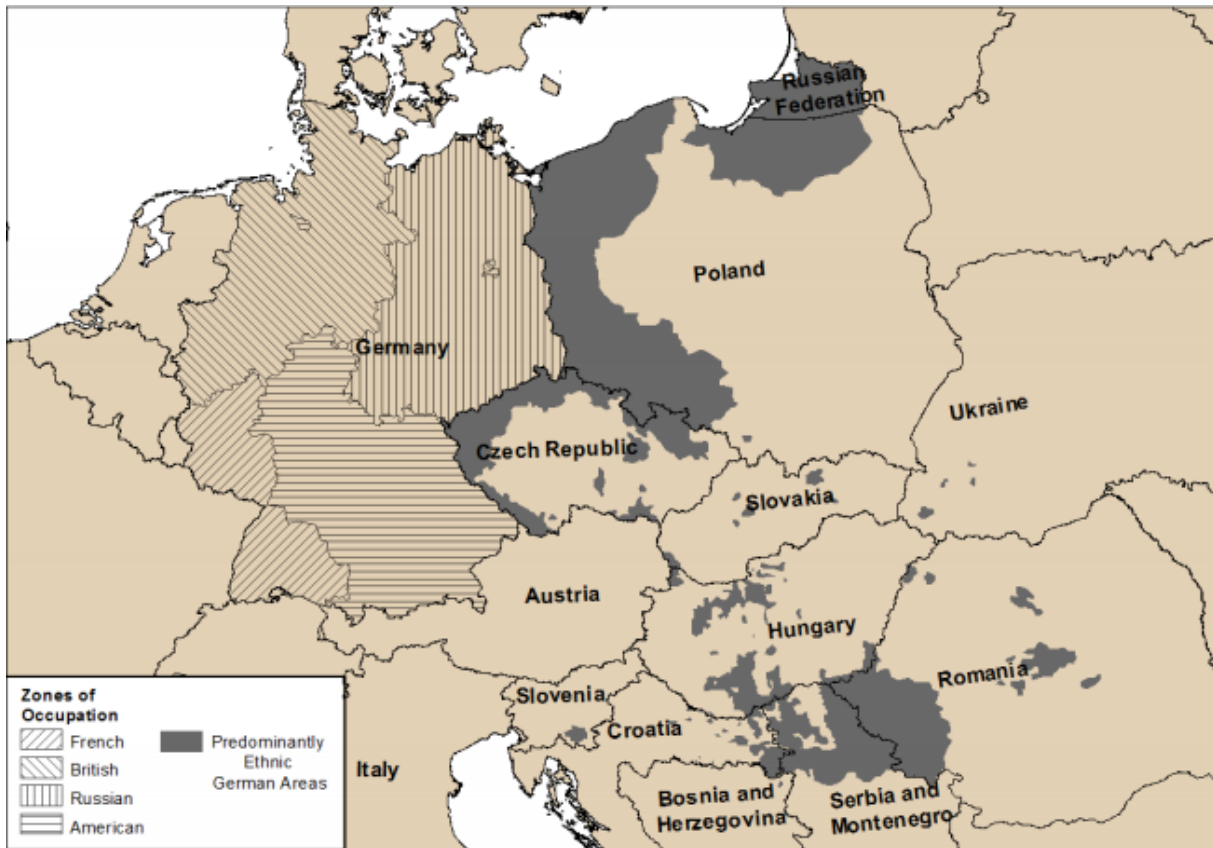 Russian
Federation
Poland
Germany
Ukraine
Czech Republic
Slovakia
Austria
Hungary
Romania
Slovenia
Croatia
Italy
Bosnia and
Herzegovina
Serbia and
Montenegro
Zones of
Occupation
French
British
Russian
American
Predominantly
Ethnic
German Areas